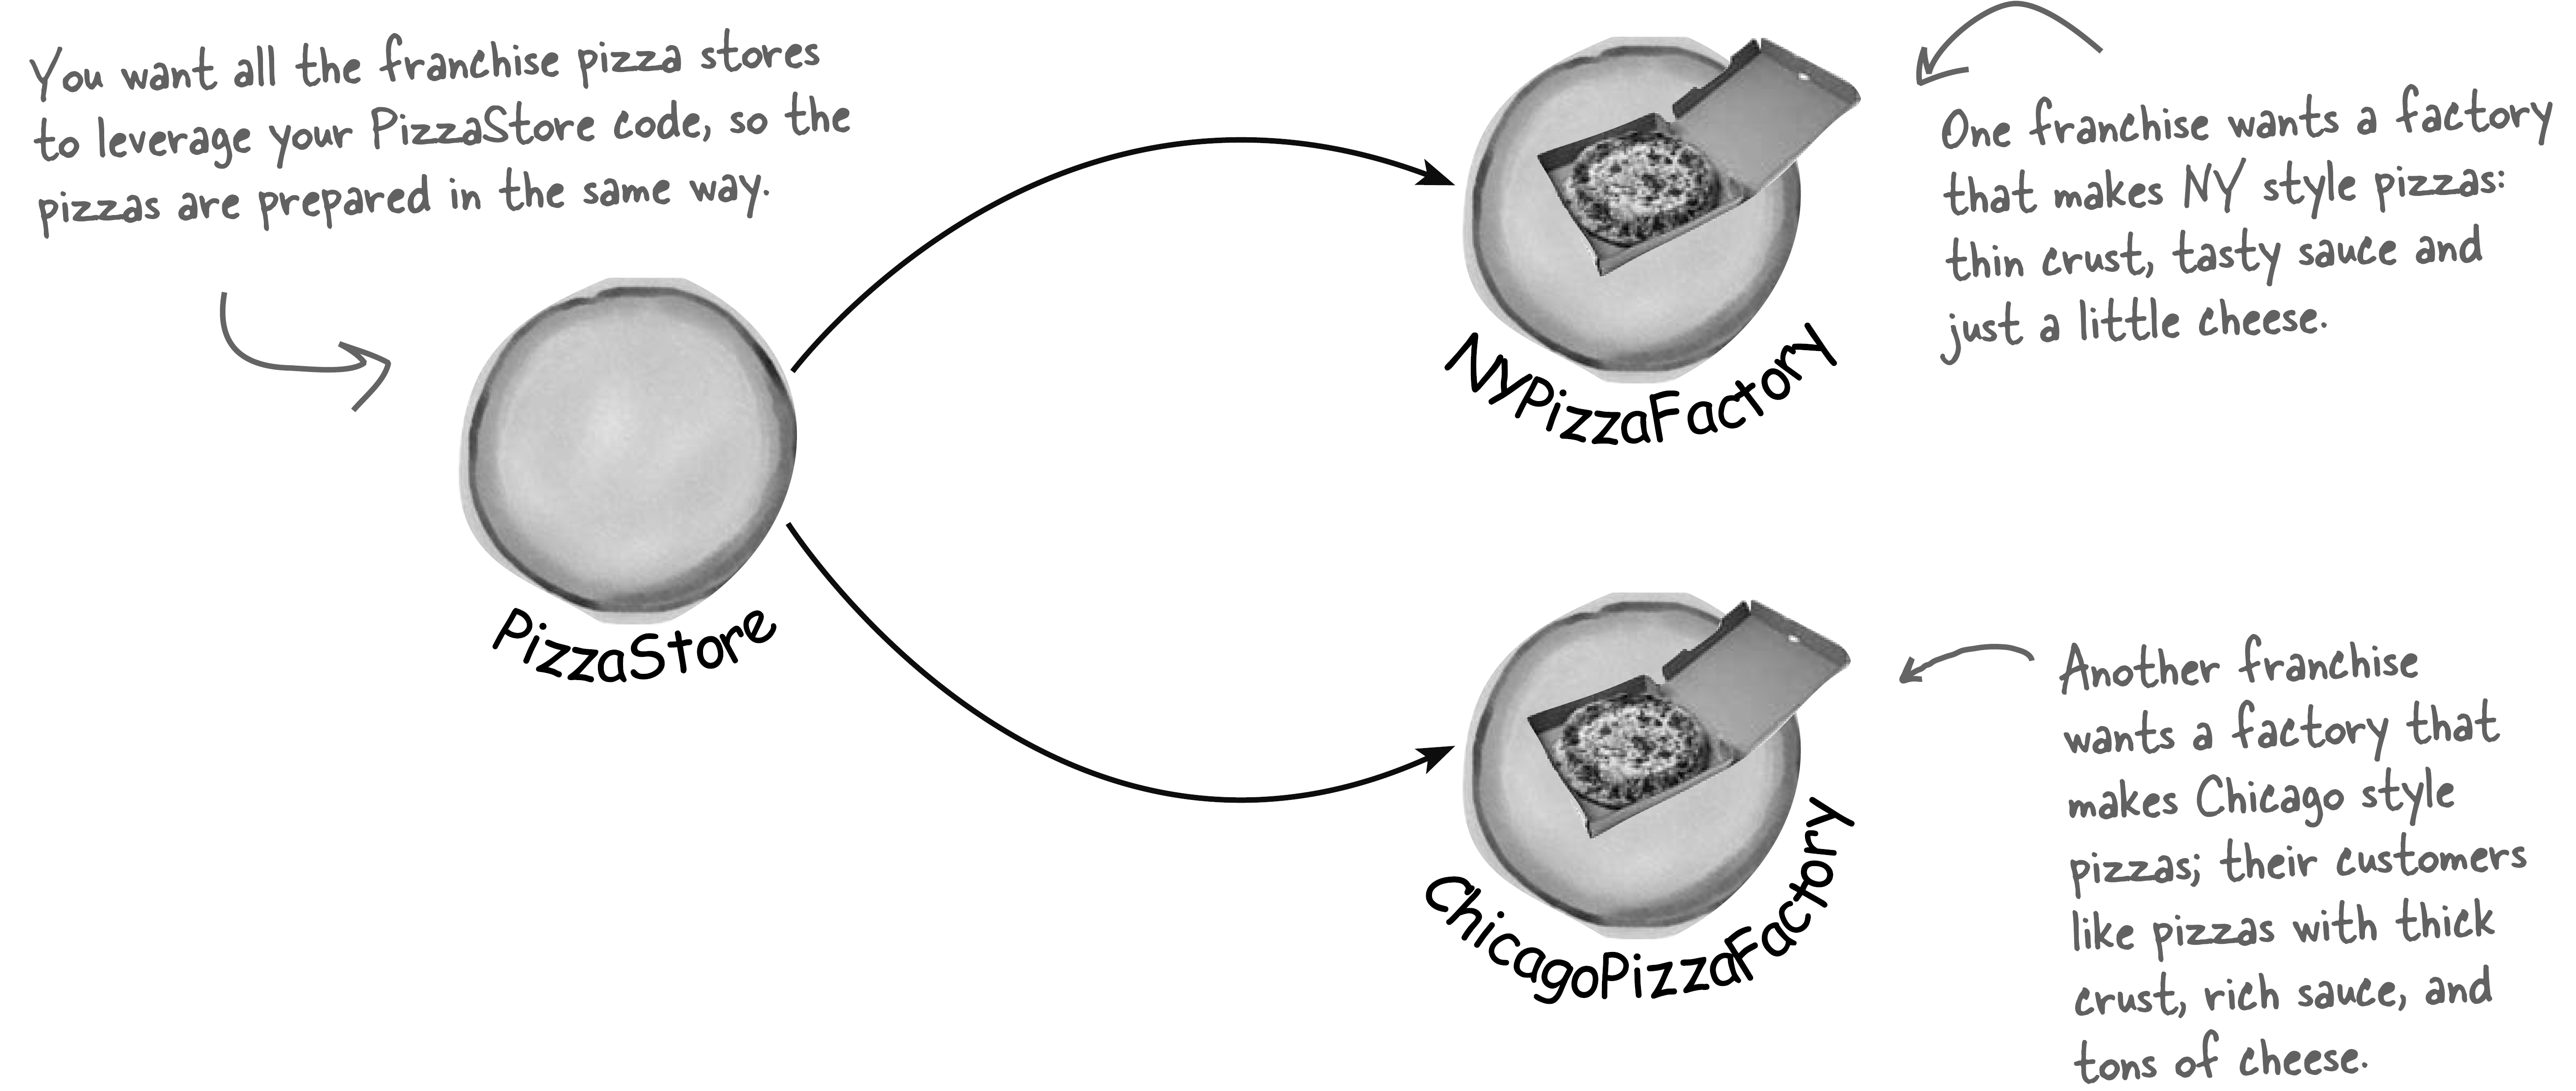 You want all the franchise pizza stores
to leverage your PizzaStore code, so the
pizzas are prepared in the same way.
PizzaStore
NYPizzaFactory
One franchise wants a factory
that makes NY style pizzas:
thin crust, tasty sauce and
just a little cheese.
ChicagoPizzaFactory
Another franchise
wants a factory that
makes Chicago style
pizzas; their customers
like pizzas with thick
crust, rich sauce, and
tons of cheese.